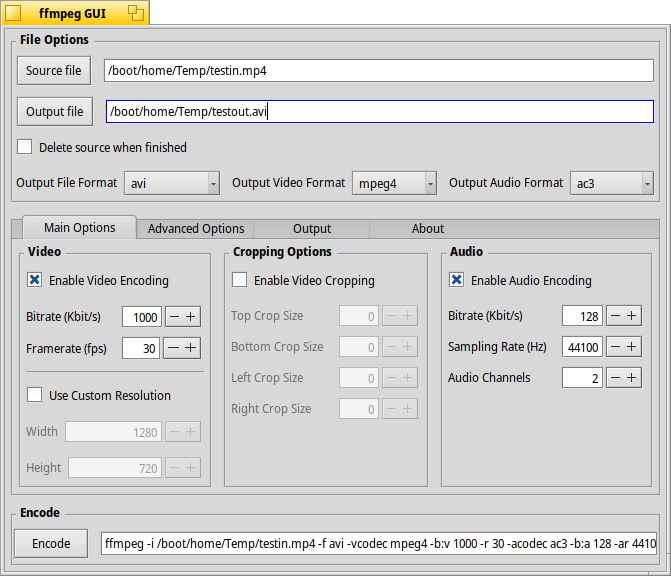 ffmpeg GUI
File Options
Source file /boot/home/Temp/testin.mp4
Output file /boot/home/Temp/testout.avi
Delete source when finished
Output File Format avi Output Video Format mpeg4 Output Audio Format ac3
Main Options Advanced Options Output About
Video Cropping Options Audio
Enable Video Encoding Enable Video Cropping Enable Audio Encoding
Bitrate (Kbit/s) 1000 Top Crop Size 0 Bitrate (Kbit/s) 128
Framerate (fps) 30 Bottom Crop Size 0 Sampling Rate (Hz) 44100
Left Crop Size 0 Audio Channels 2
Use Custom Resolution Right Crop Size 0
Width 1280
Height 720
Encode
Encode ffmpeg -i /boot/home/Temp/testin.mp4 -f avi -vcodec mpeg4 -b:v 1000 -r 30 -acodec ac3 -b:a 128 -ar 4410